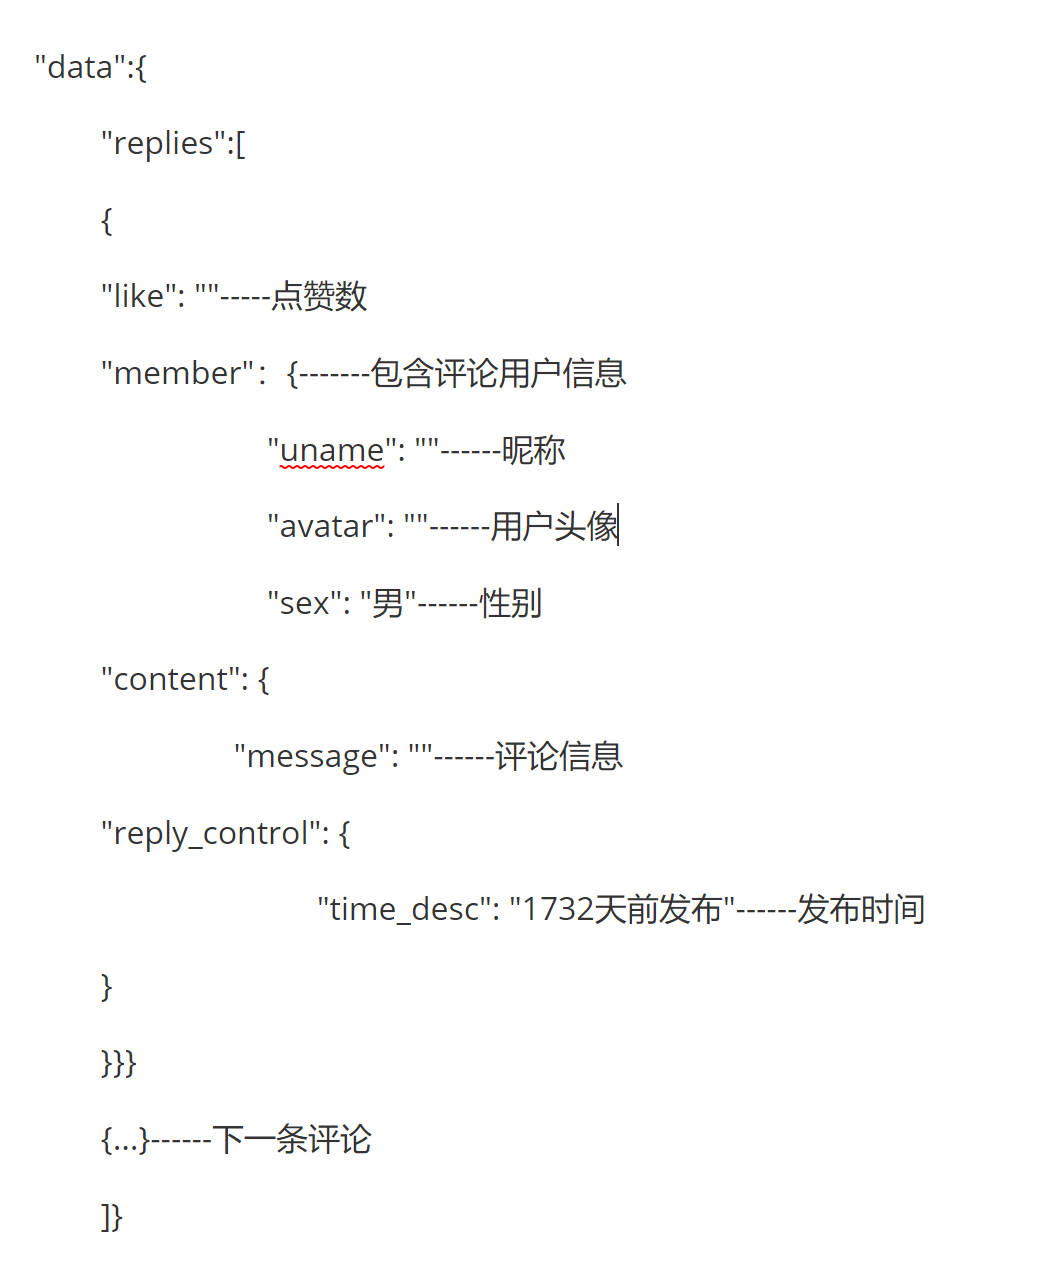 "data":{
"replies":[
{
"like": ""-----点赞数
"member"：{-------包含评论用户信息
"uname": ""------昵称
"avatar": ""------用户头像
"sex": "男"------性别
"content": {
"message": ""------评论信息
"reply_control": {
"time_desc": "1732天前发布"------发布时间
}
}}}
{...}------下一条评论
]}